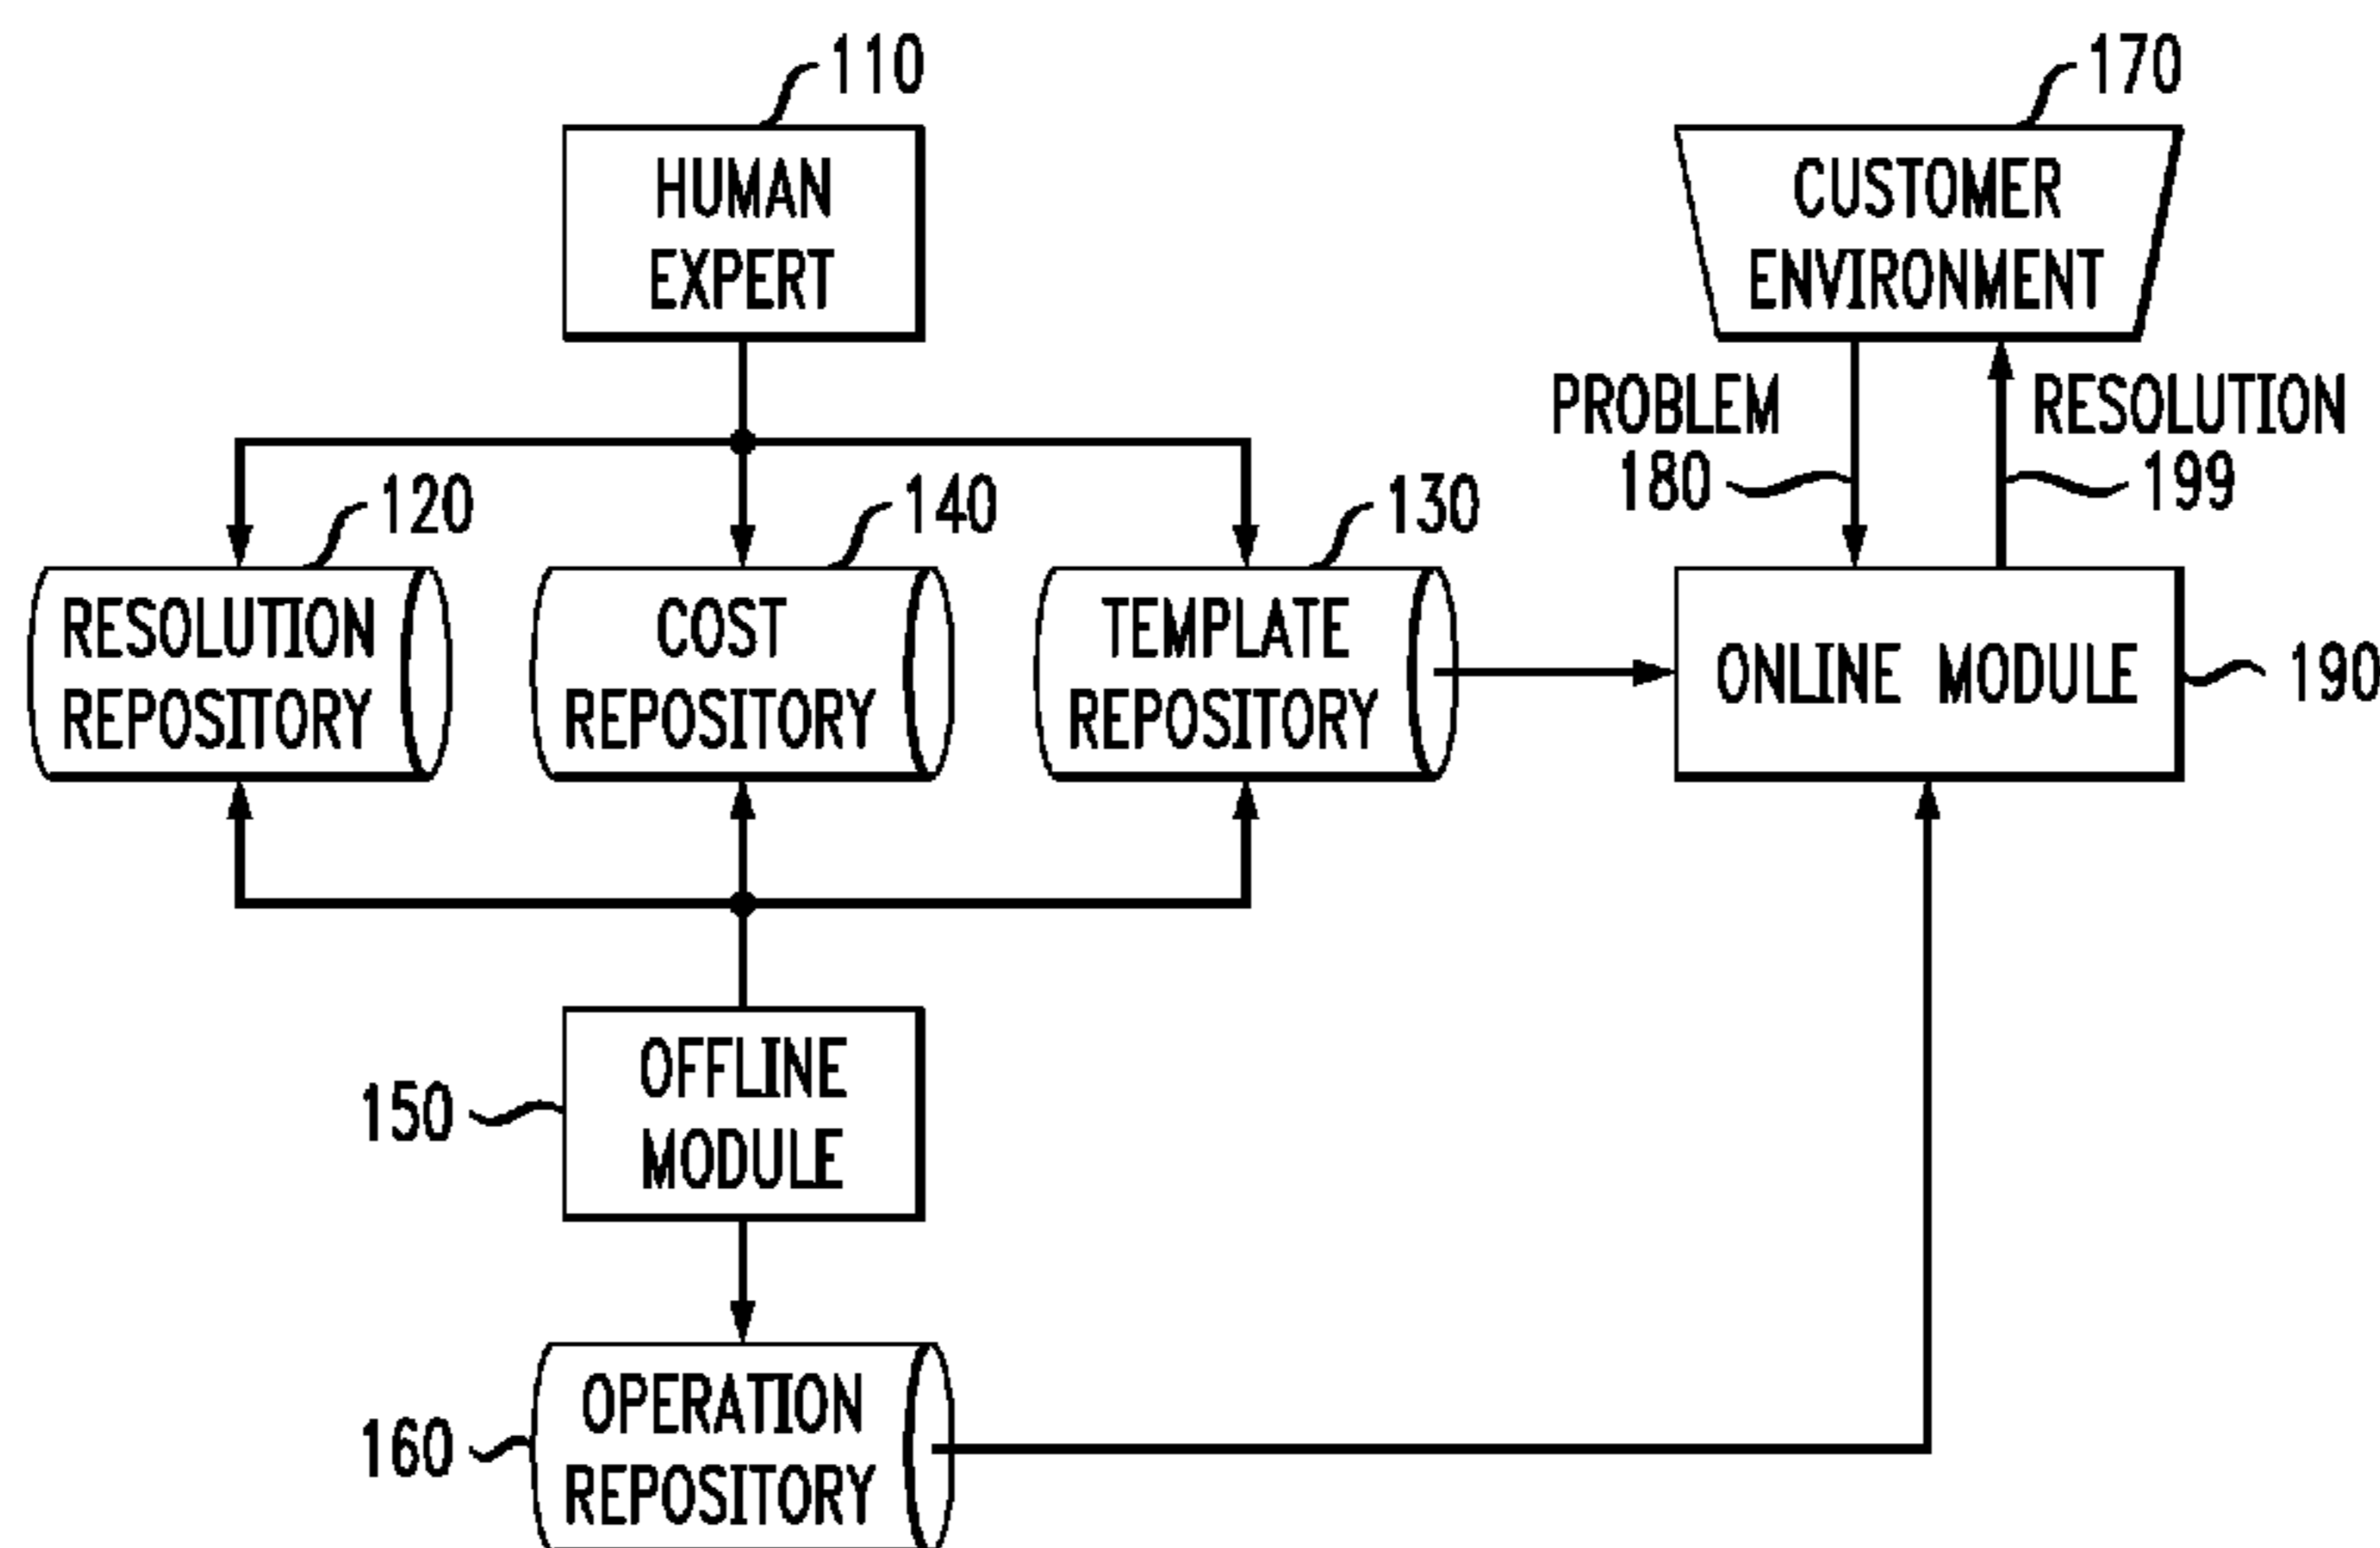 110
HUMAN
EXPERT
170
CUSTOMER
ENVIRONMENT
PROBLEM
180
RESOLUTION
199
120
RESOLUTION
REPOSITORY
140
COST
REPOSITORY
130
TEMPLATE
REPOSITORY
ONLINE MODULE
190
150
OFFLINE
MODULE
160
OPERATION
REPOSITORY